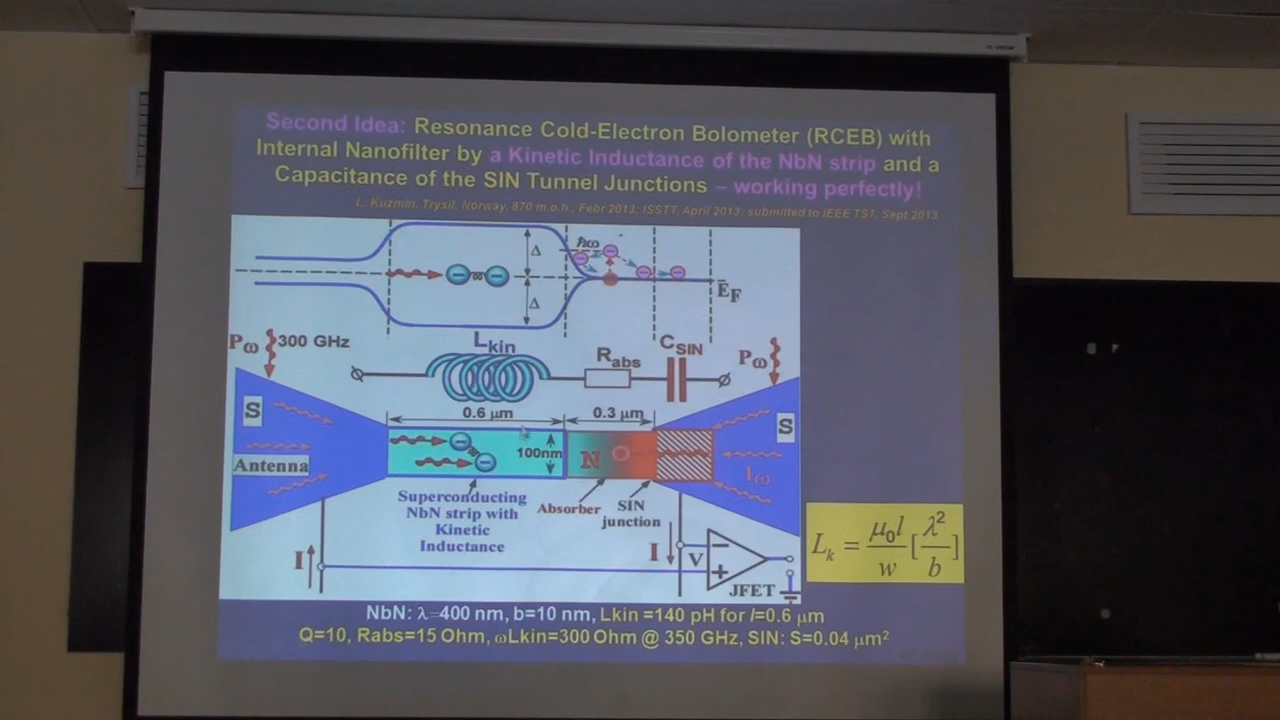 Second Idea: Resonance Cold-Electron Bolometer (RCEB) with
Internal Nanofilter by a Kinetic Inductance of the NbN strip and a
Capacitance of the SIN Tunnel Junctions – working perfectly!
L. Kuzmin, Trysil, Norway, 870 m.o.h., Febr 2013; ISSTT, April 2013; submitted to IEEE TST, Sept 2013
Δ
ħω
EF
Δ
Pω
300 GHz
Lkin
Rabs
CSIN
Pω
0.6 µm
0.3 µm
S
S
Antenna
100nm
N
Iω
Superconducting
NbN strip with
Kinetic
Inductance
Absorber
SIN
junction
I
I
V
−
+
JFET
Lk = μ0l/w [λ²/b]
NbN: λ=400 nm, b=10 nm, Lkin =140 pH for l=0.6 µm
Q=10, Rabs=15 Ohm, ωLkin=300 Ohm @ 350 GHz, SIN: S=0.04 µm²